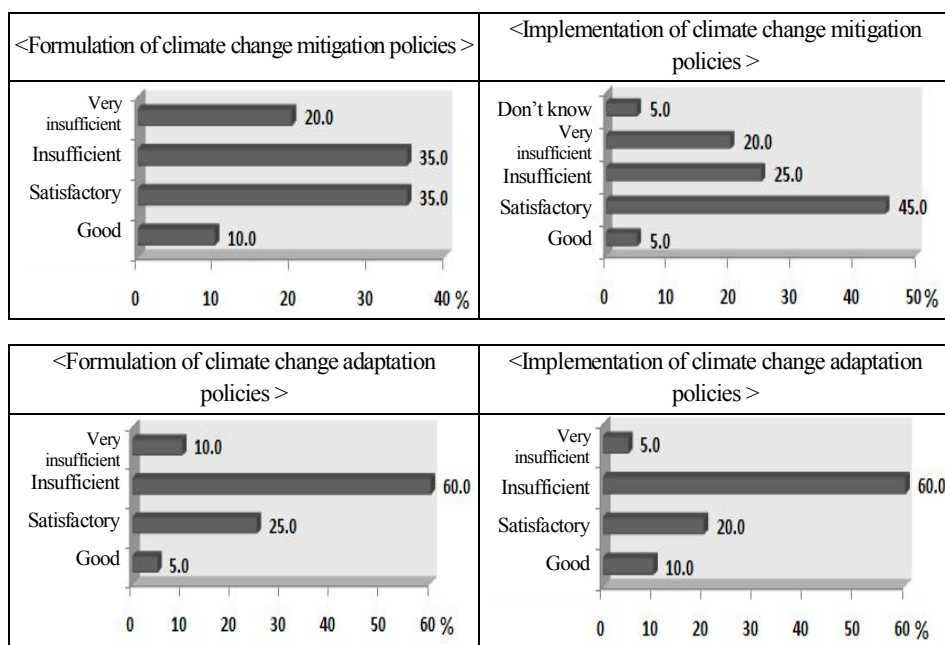 <Formulation of climate change mitigation policies >
<Implementation of climate change mitigation
policies >
Very
insufficient
20.0
Insufficient
35.0
Satisfactory
35.0
Good
10.0
0 10 20 30 40 %
Don't know
5.0
Very
insufficient
20.0
Insufficient
25.0
Satisfactory
45.0
Good
5.0
0 10 20 30 40 50 %
<Formulation of climate change adaptation
policies >
<Implementation of climate change adaptation
policies >
Very
insufficient
10.0
Insufficient
60.0
Satisfactory
25.0
Good
5.0
0 10 20 30 40 50 60 %
Very
insufficient
5.0
Insufficient
60.0
Satisfactory
20.0
Good
10.0
0 10 20 30 40 50 60 %